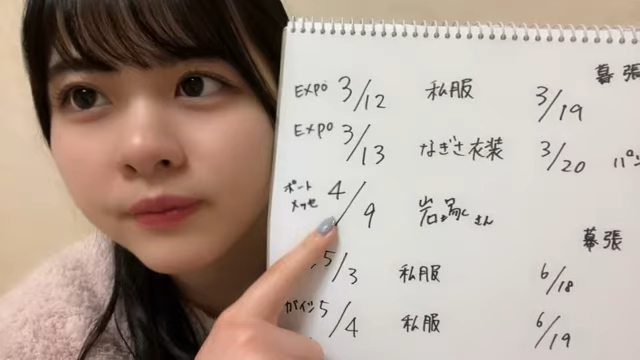 幕張
EXPO 3/12 私服 3/19
EXPO 3/13 なぎさ衣装 3/20
ポート
メッセ 4/9 さん
幕張
5/3 私服 6/18
ガイシ 5/4 私服 6/19